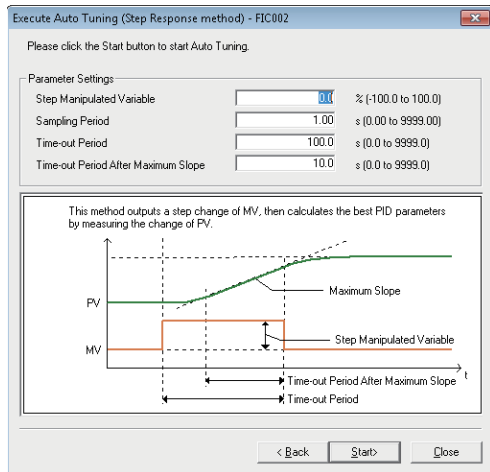 Execute Auto Tuning (Step Response method) - FIC002
Please click the Start button to start Auto Tuning.
Parameter Settings
Step Manipulated Variable 0.0 % (-100.0 to 100.0)
Sampling Period 1.00 s (0.00 to 9999.00)
Time-out Period 100.0 s (0.0 to 9999.0)
Time-out Period After Maximum Slope 10.0 s (0.0 to 9999.0)
This method outputs a step change of MV, then calculates the best PID parameters
by measuring the change of PV.
Maximum Slope
PV
Step Manipulated Variable
MV
t
Time-out Period After Maximum Slope
Time-out Period
< Back Start> Close